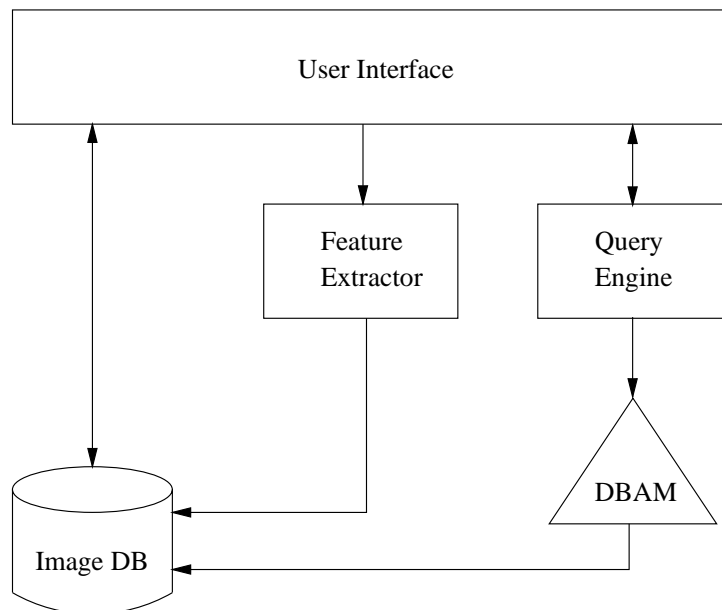 User Interface
Feature
Extractor
Query
Engine
DBAM
Image DB